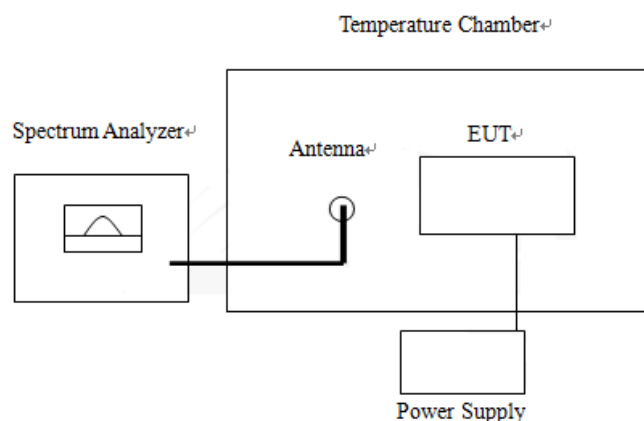 Temperature Chamber↵
Spectrum Analyzer↵
Antenna↵
EUT↵
Power Supply